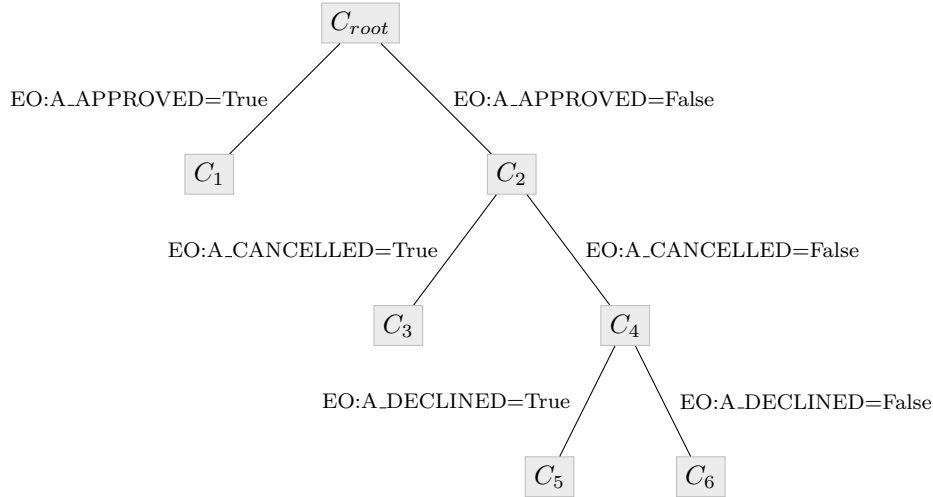 C_root
EO:A_APPROVED=True EO:A_APPROVED=False
C_1 C_2
EO:A_CANCELLED=True EO:A_CANCELLED=False
C_3 C_4
EO:A_DECLINED=True EO:A_DECLINED=False
C_5 C_6